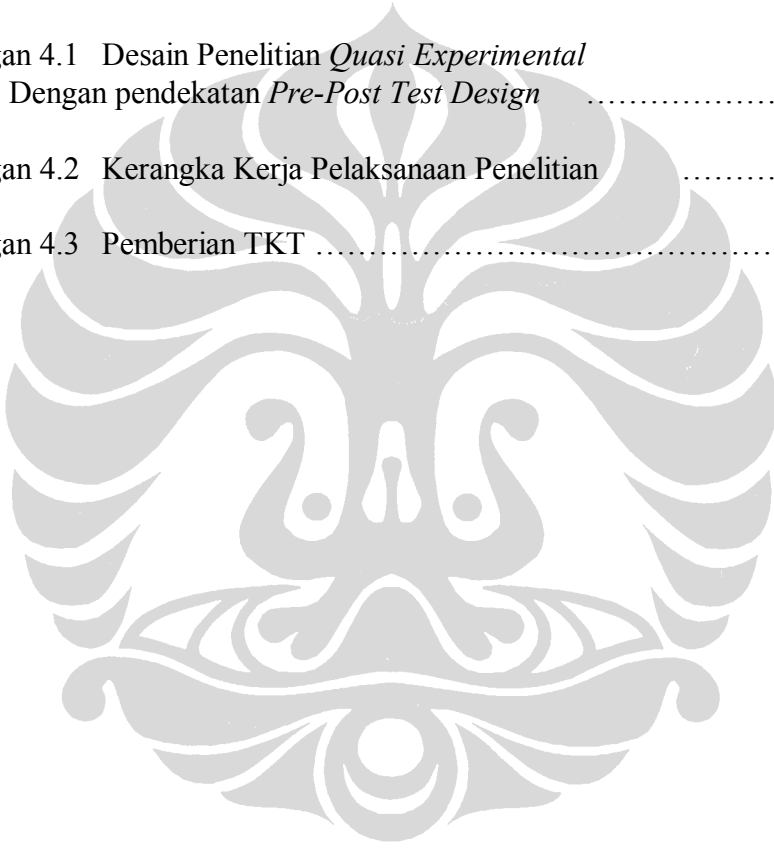 gan 4.1 Desain Penelitian Quasi Experimental
Dengan pendekatan Pre-Post Test Design ………………
gan 4.2 Kerangka Kerja Pelaksanaan Penelitian ………
gan 4.3 Pemberian TKT ……………………………………